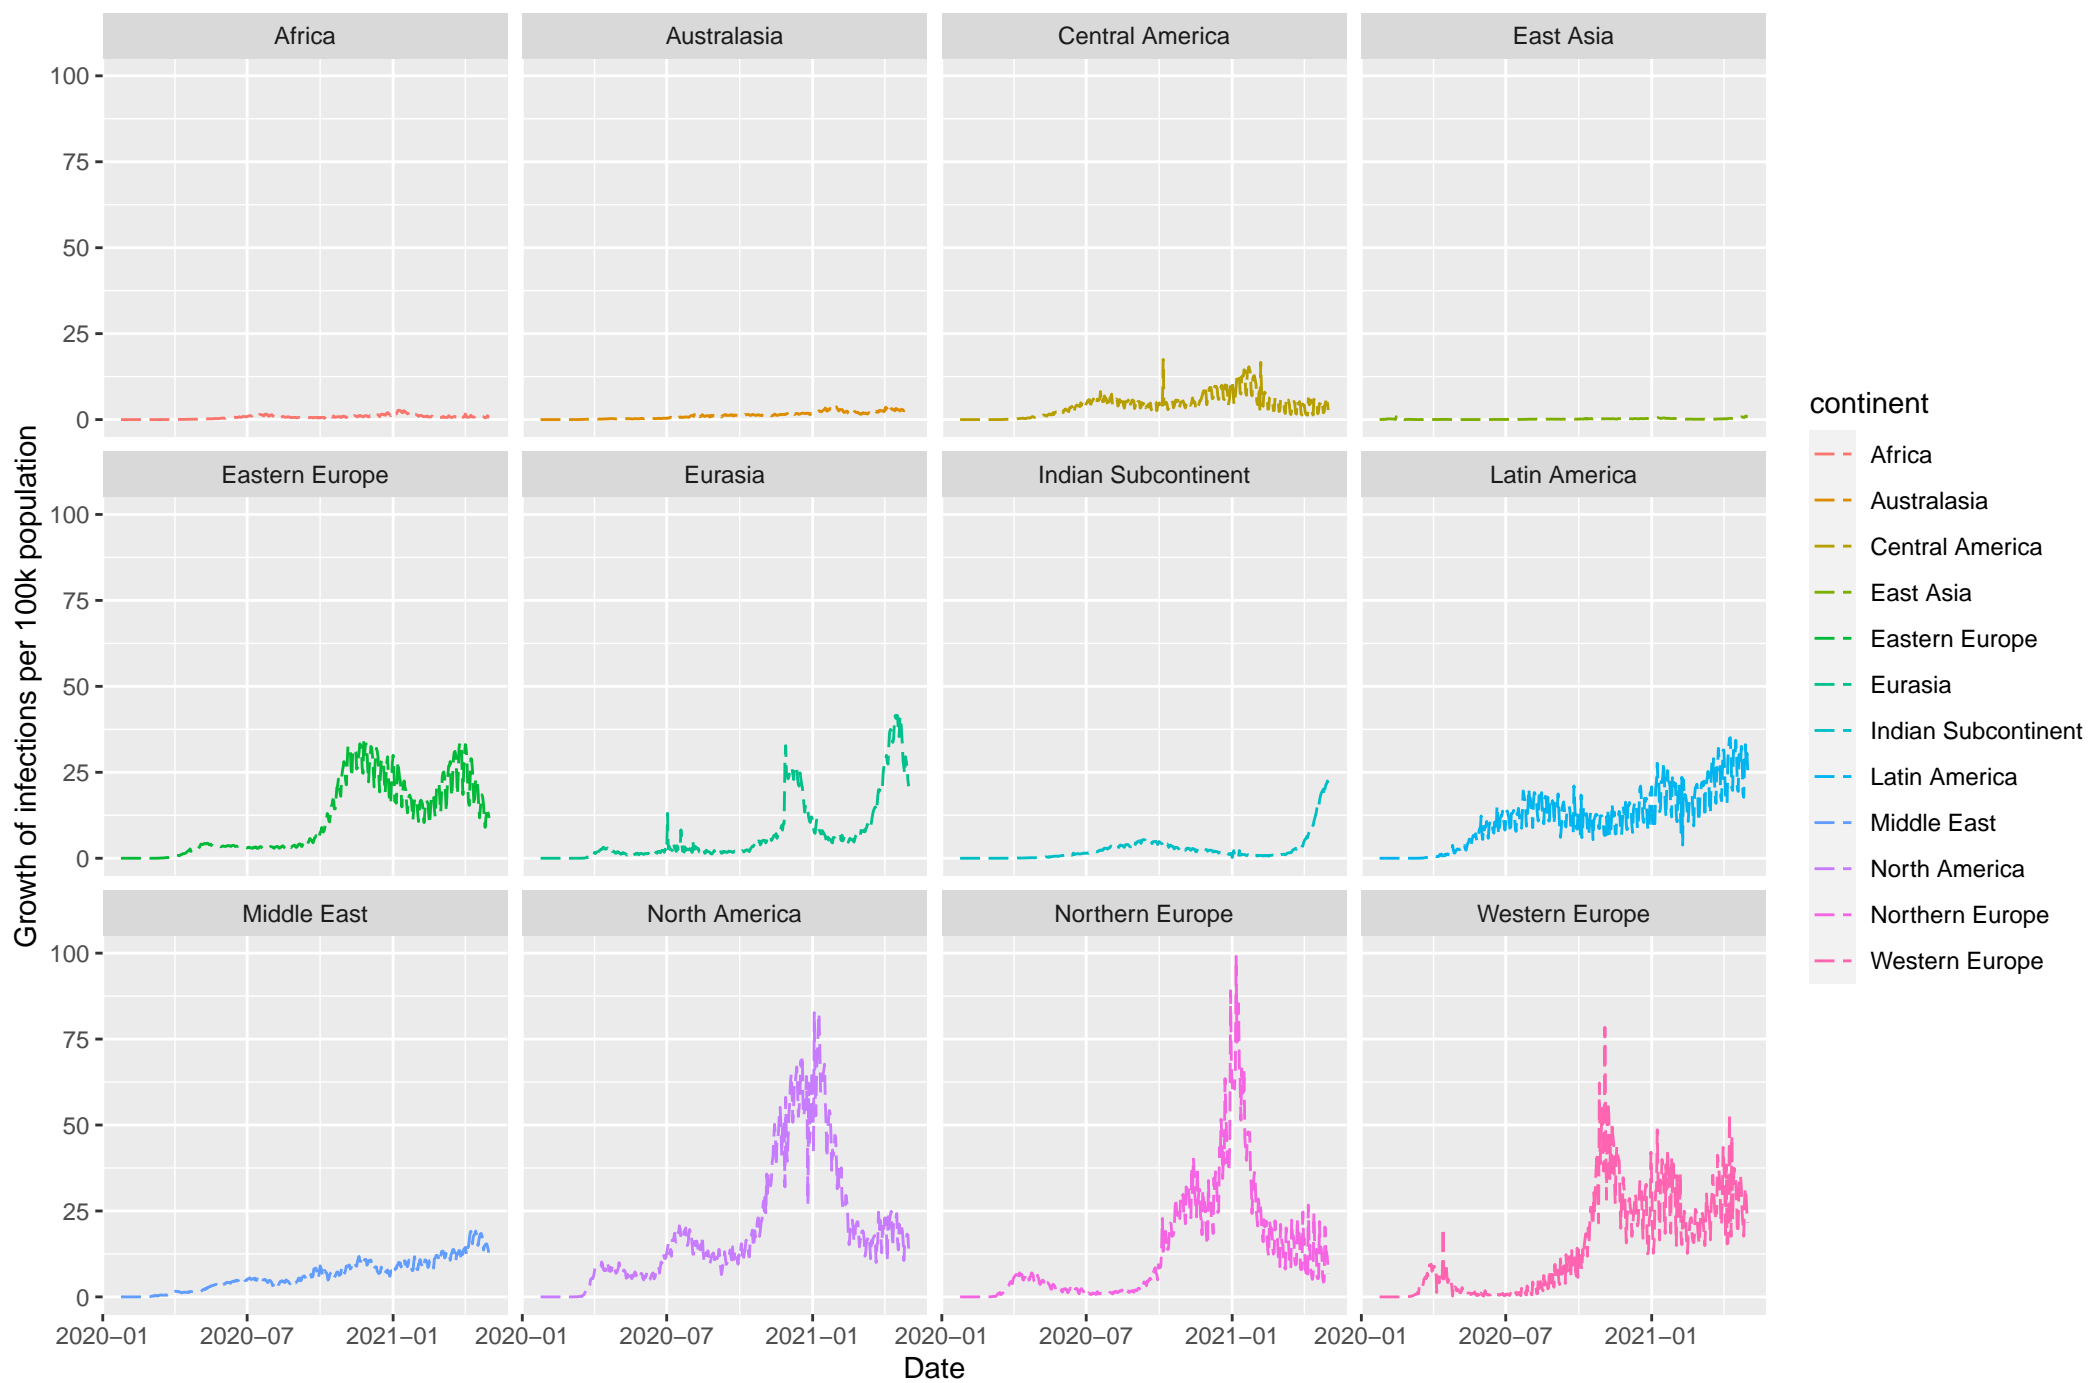 Africa
Australasia
Central America
East Asia
100
75
50
25
0
Eastern Europe
Eurasia
Indian Subcontinent
Latin America
100
75
50
25
0
Middle East
North America
Northern Europe
Western Europe
100
75
50
25
0
2020−01
2020−07
2021−01
2020−01
2020−07
2021−01
2020−01
2020−07
2021−01
2020−01
2020−07
2021−01
Date
Growth of infections per 100k population
continent
Africa
Australasia
Central America
East Asia
Eastern Europe
Eurasia
Indian Subcontinent
Latin America
Middle East
North America
Northern Europe
Western Europe